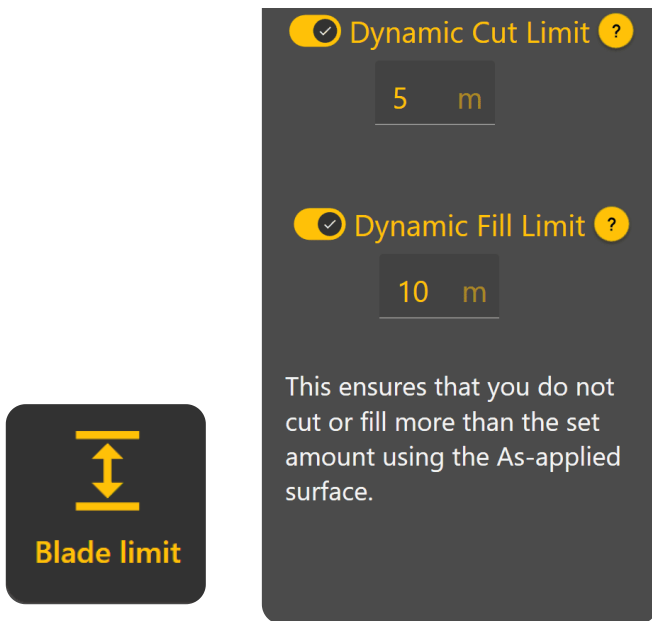 Dynamic Cut Limit ?
5 m
Dynamic Fill Limit ?
10 m
This ensures that you do not
cut or fill more than the set
amount using the As-applied
surface.
Blade limit